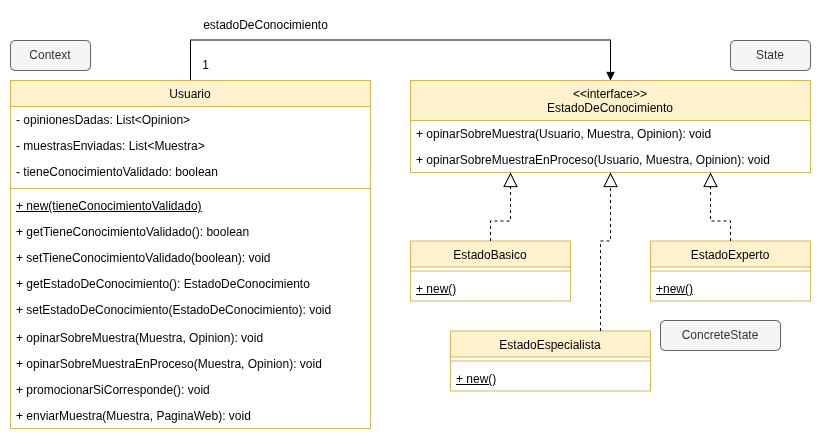 estadoDeConocimiento
Context
1
State
Usuario
- opinionesDadas: List<Opinion>
- muestrasEnviadas: List<Muestra>
- tieneConocimientoValidado: boolean
+ new(tieneConocimientoValidado)
+ getTieneConocimientoValidado(): boolean
+ setTieneConocimientoValidado(boolean): void
+ getEstadoDeConocimiento(): EstadoDeConocimiento
+ setEstadoDeConocimiento(EstadoDeConocimiento): void
+ opinarSobreMuestra(Muestra, Opinion): void
+ opinarSobreMuestraEnProceso(Muestra, Opinion): void
+ promocionarSiCorresponde(): void
+ enviarMuestra(Muestra, PaginaWeb): void
<<interface>>
EstadoDeConocimiento
+ opinarSobreMuestra(Usuario, Muestra, Opinion): void
+ opinarSobreMuestraEnProceso(Usuario, Muestra, Opinion): void
EstadoBasico
+ new()
EstadoExperto
+new()
EstadoEspecialista
+ new()
ConcreteState